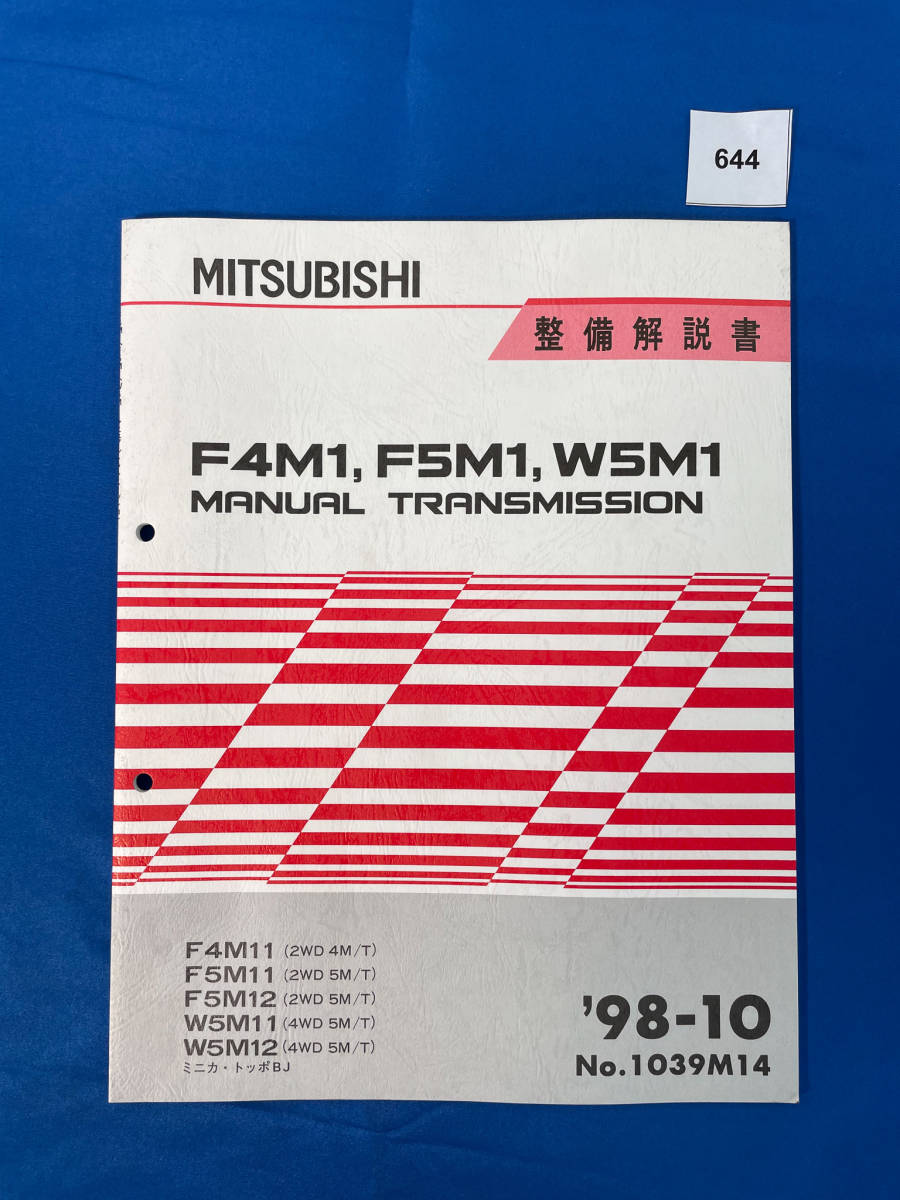 644
MITSUBISHI
整備解説書
F4M1, F5M1, W5M1
MANUAL TRANSMISSION
F4M11 (2WD 4M/T)
F5M11 (2WD 5M/T)
F5M12 (2WD 5M/T)
W5M11 (4WD 5M/T)
W5M12 (4WD 5M/T)
ミニカ・トッポBJ
'98-10
No.1039M14